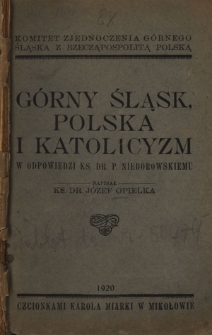 KOMITET ZJEDNOCZENIA GÓRNEGO
ŚLĄSKA Z RZECZĄPOSPOLITĄ POLSKĄ
GÓRNY ŚLĄSK,
POLSKA
I KATOLICYZM
W ODPOWIEDZI KS. DR. P. NIEBOROWSKIEMU
NAPISAŁ
KS. DR. JÓZEF OPIELKA
1920
CZCIONKAMI KAROLA MIARKI W MIKOŁOWIE